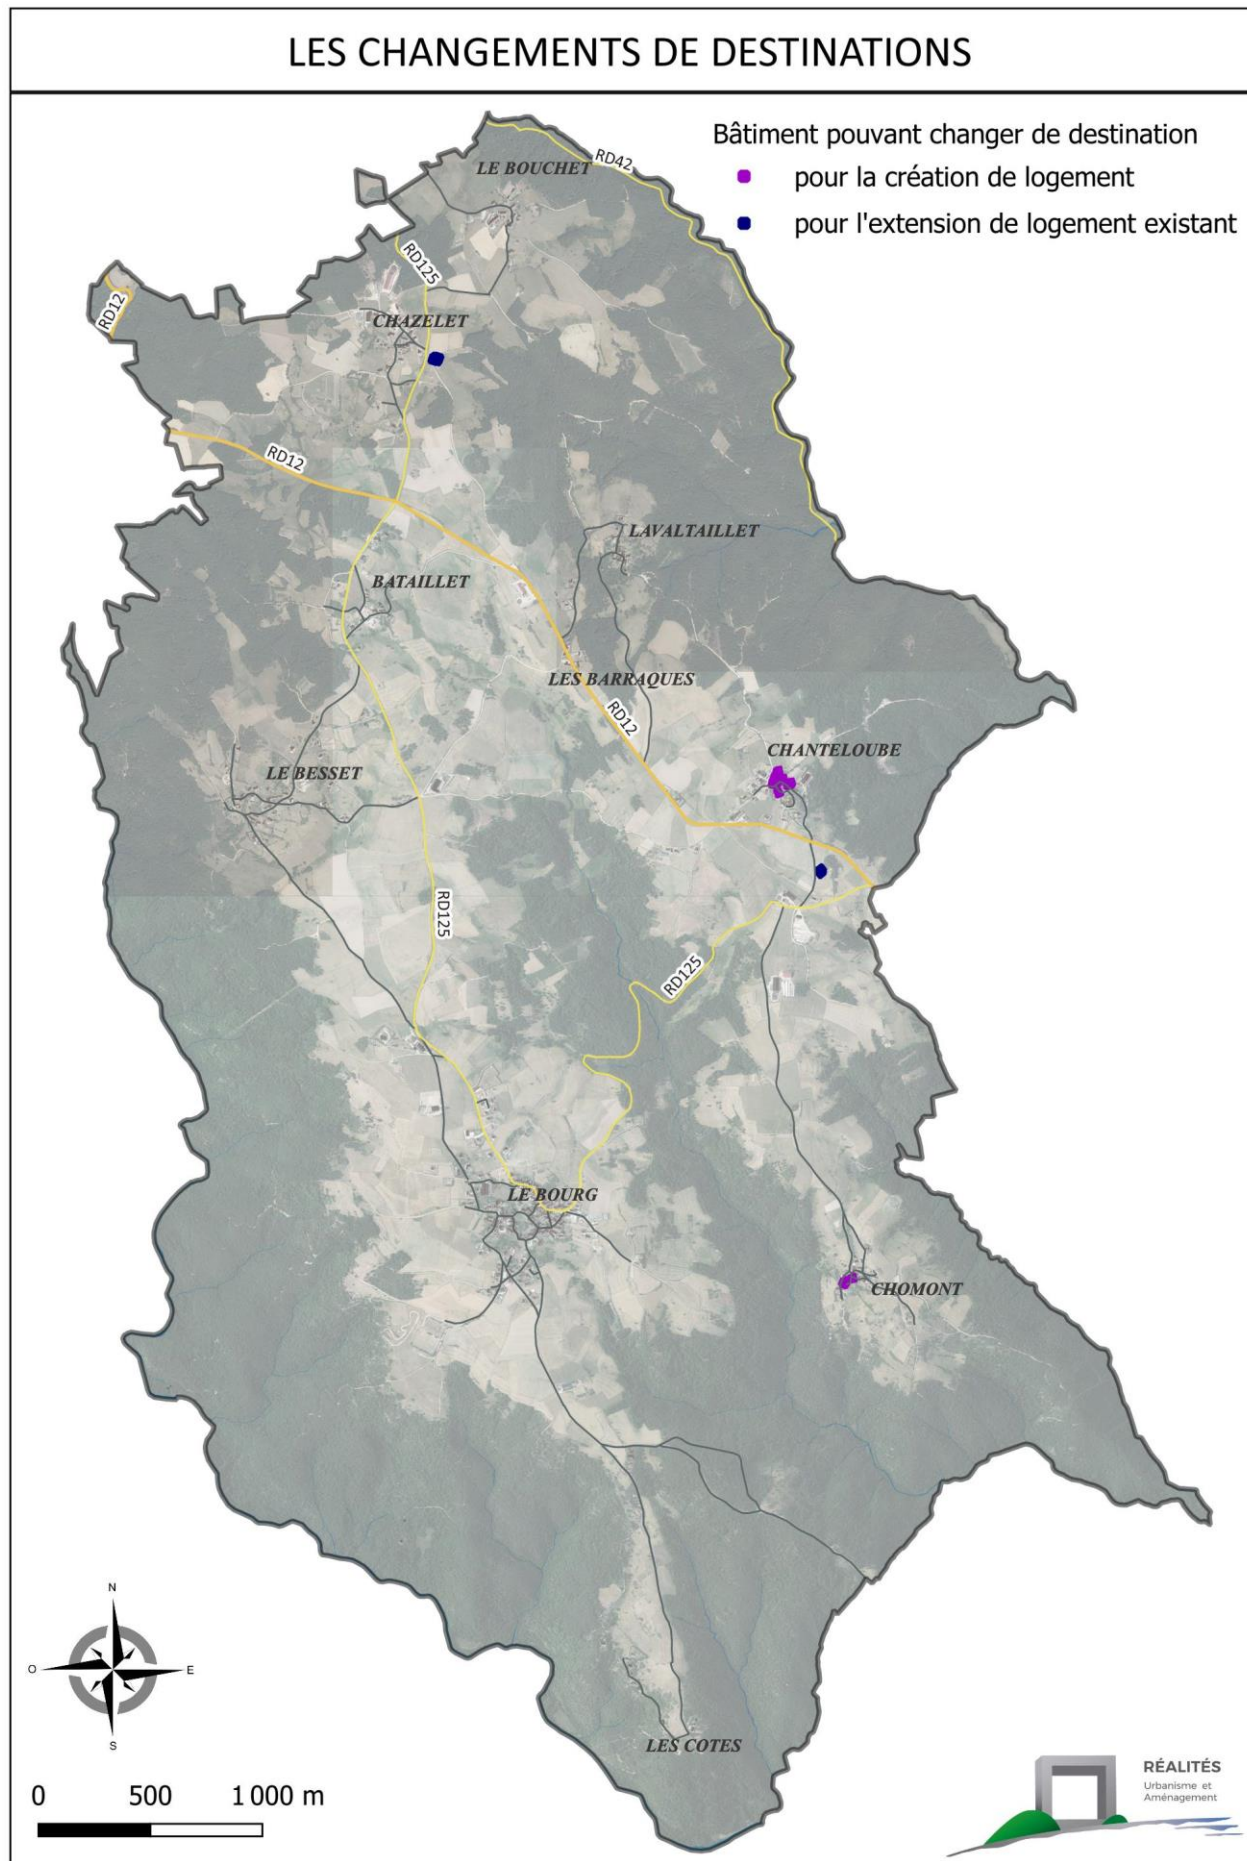 LES CHANGEMENTS DE DESTINATIONS
Bâtiment pouvant changer de destination
pour la création de logement
pour l'extension de logement existant
RD42
LE BOUCHET
RD125
RD12
CHAZELET
RD12
LAVALTAILLET
BATAILLET
LES BARRAQUES
RD12
CHANTELOUBE
LE BESSET
RD125
RD125
LE BOURG
CHOMONT
LES COTES
N
O
E
S
0 500 1 000 m
RÉALITÉS
Urbanisme et
Aménagement